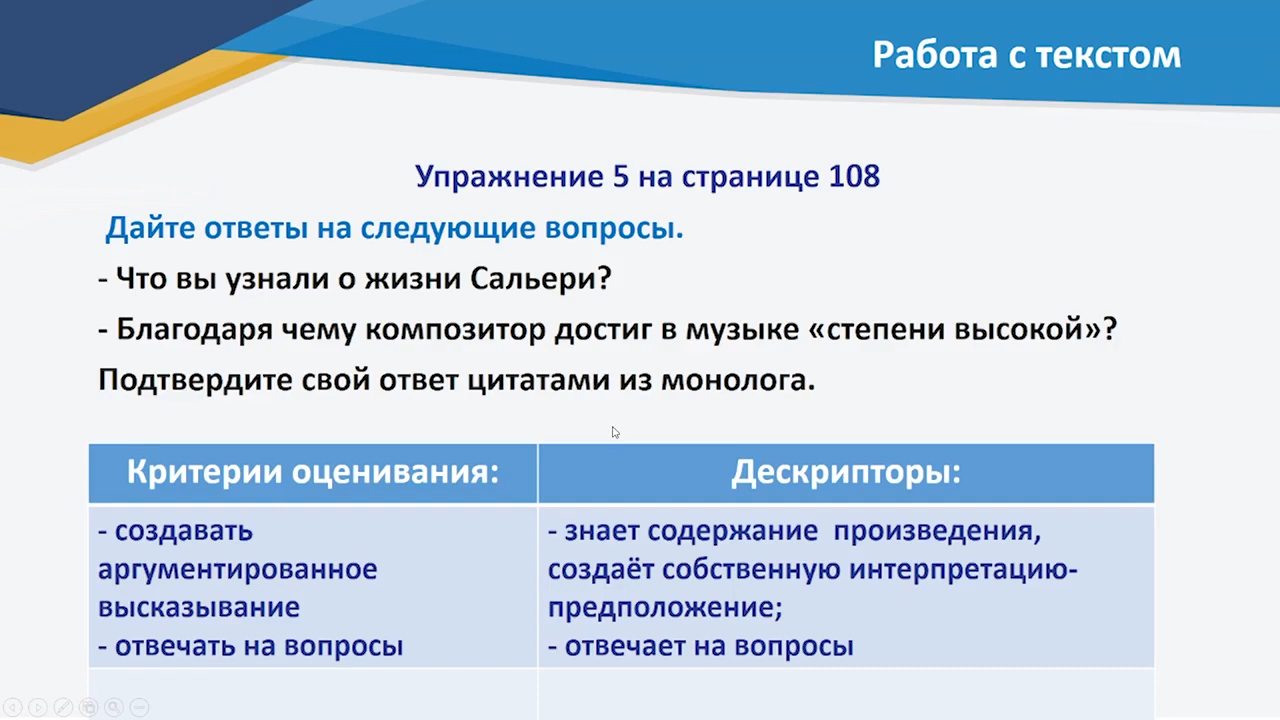 Работа с текстом
Упражнение 5 на странице 108
Дайте ответы на следующие вопросы.
- Что вы узнали о жизни Сальери?
- Благодаря чему композитор достиг в музыке «степени высокой»?
Подтвердите свой ответ цитатами из монолога.
Критерии оценивания:
Дескрипторы:
- создавать
аргументированное
высказывание
- отвечать на вопросы
- знает содержание произведения,
создаёт собственную интерпретацию-
предположение;
- отвечает на вопросы